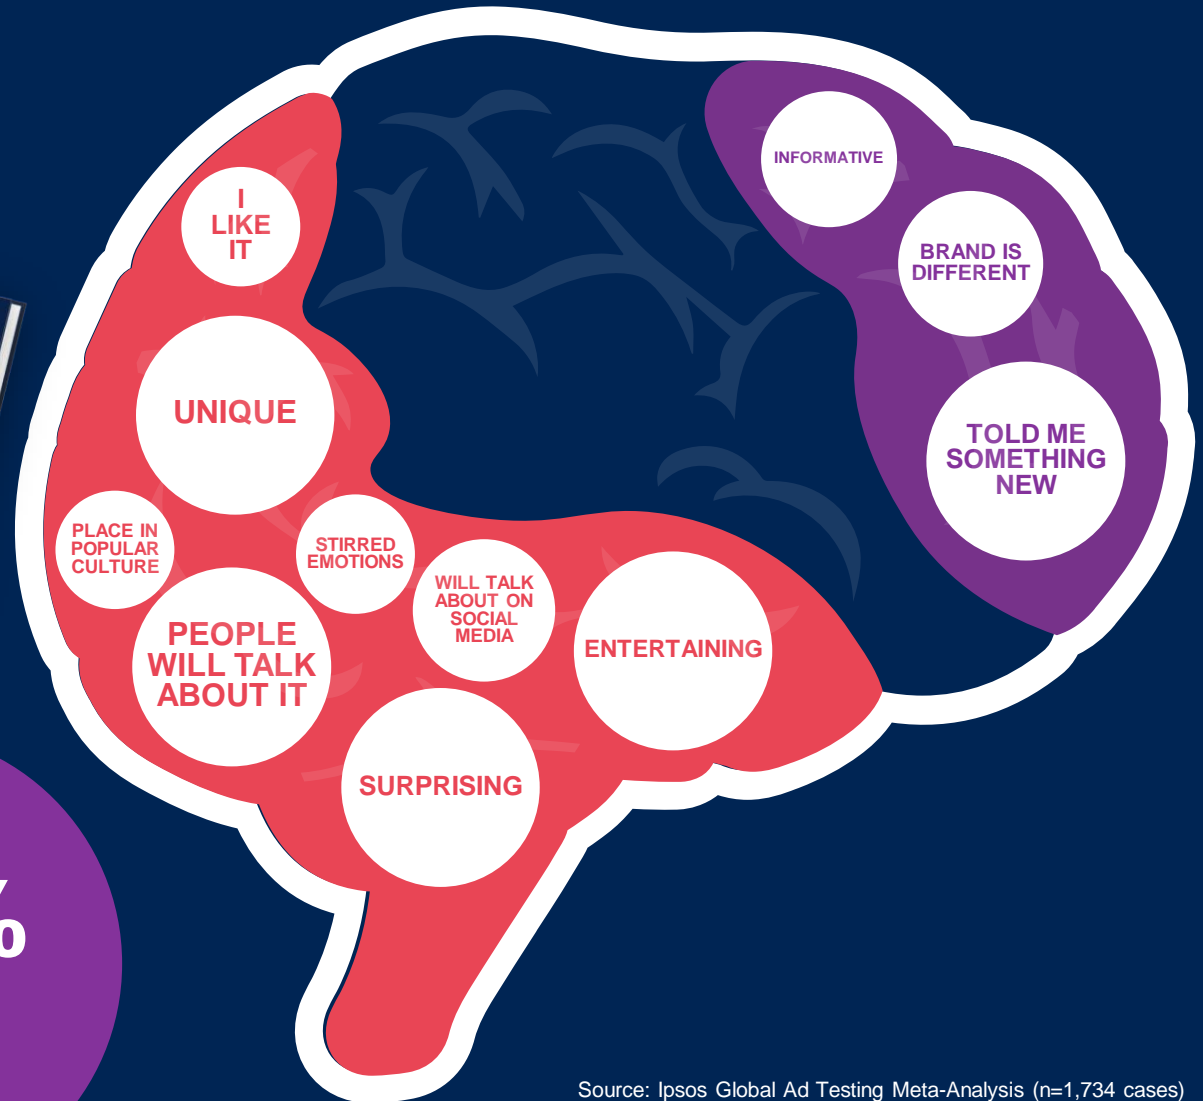 INFORMATIVE
I
LIKE
IT
BRAND IS
DIFFERENT
UNIQUE
TOLD ME
SOMETHING
NEW
PLACE IN
POPULAR
CULTURE
STIRRED
EMOTIONS
WILL TALK
ABOUT ON
SOCIAL
MEDIA
PEOPLE
WILL TALK
ABOUT IT
ENTERTAINING
SURPRISING
%
Source: Ipsos Global Ad Testing Meta-Analysis (n=1,734 cases)